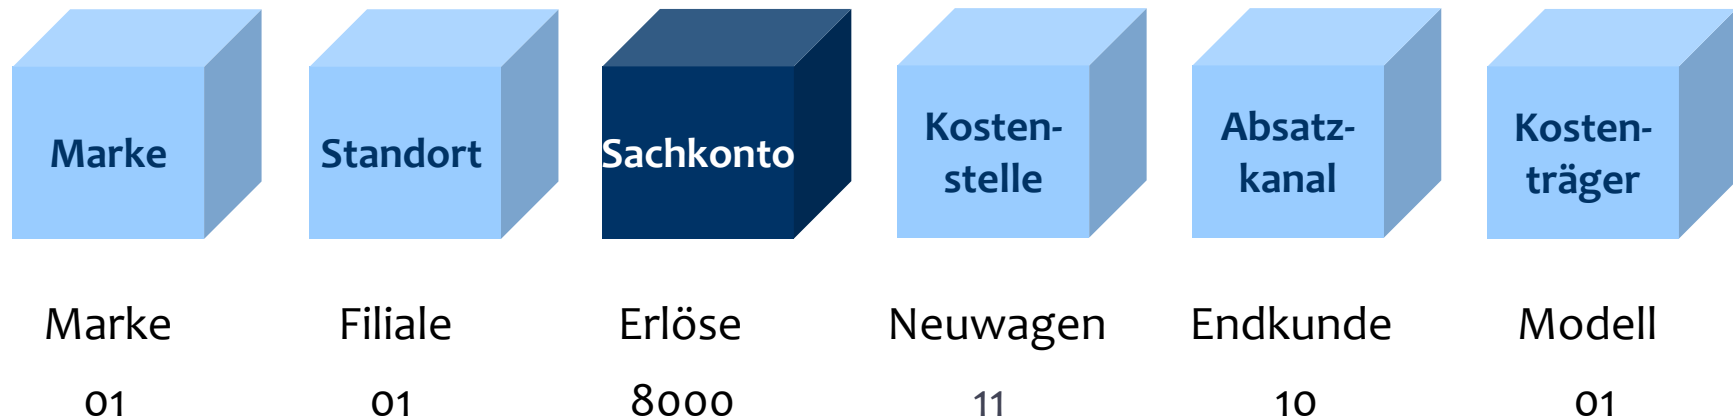 Marke
Standort
Sachkonto
Kosten-
stelle
Absatz-
kanal
Kosten-
träger
Marke Filiale Erlöse Neuwagen Endkunde Modell
01 01 8000 11 10 01